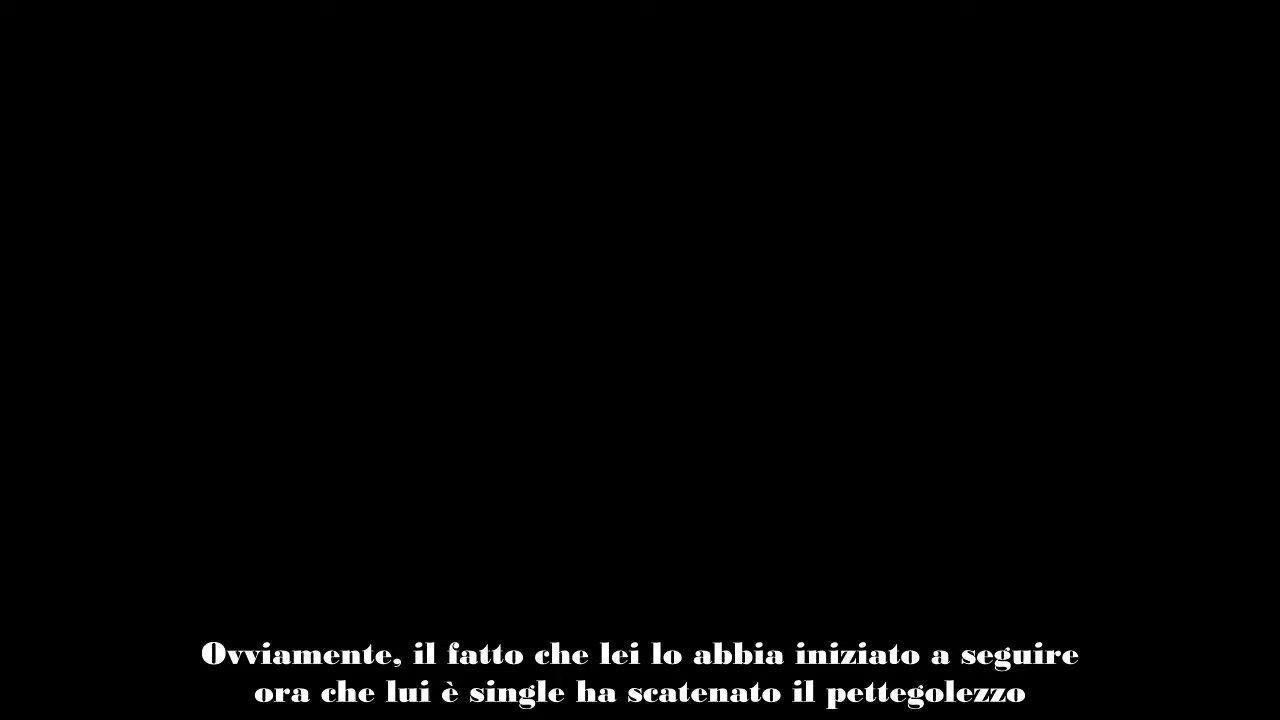 Ovviamente, il fatto che lei lo abbia iniziato a seguire
ora che lui è single ha scatenato il pettegolezzo